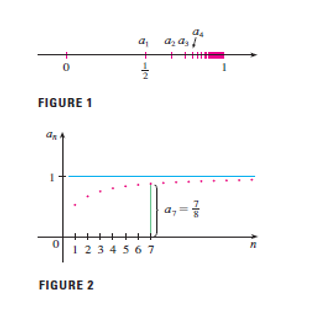 a₁ a₂ a₃ a₄
0 1/2 1
FIGURE 1
aₙ
1
a₇ = 7/8
0 1 2 3 4 5 6 7 n
FIGURE 2